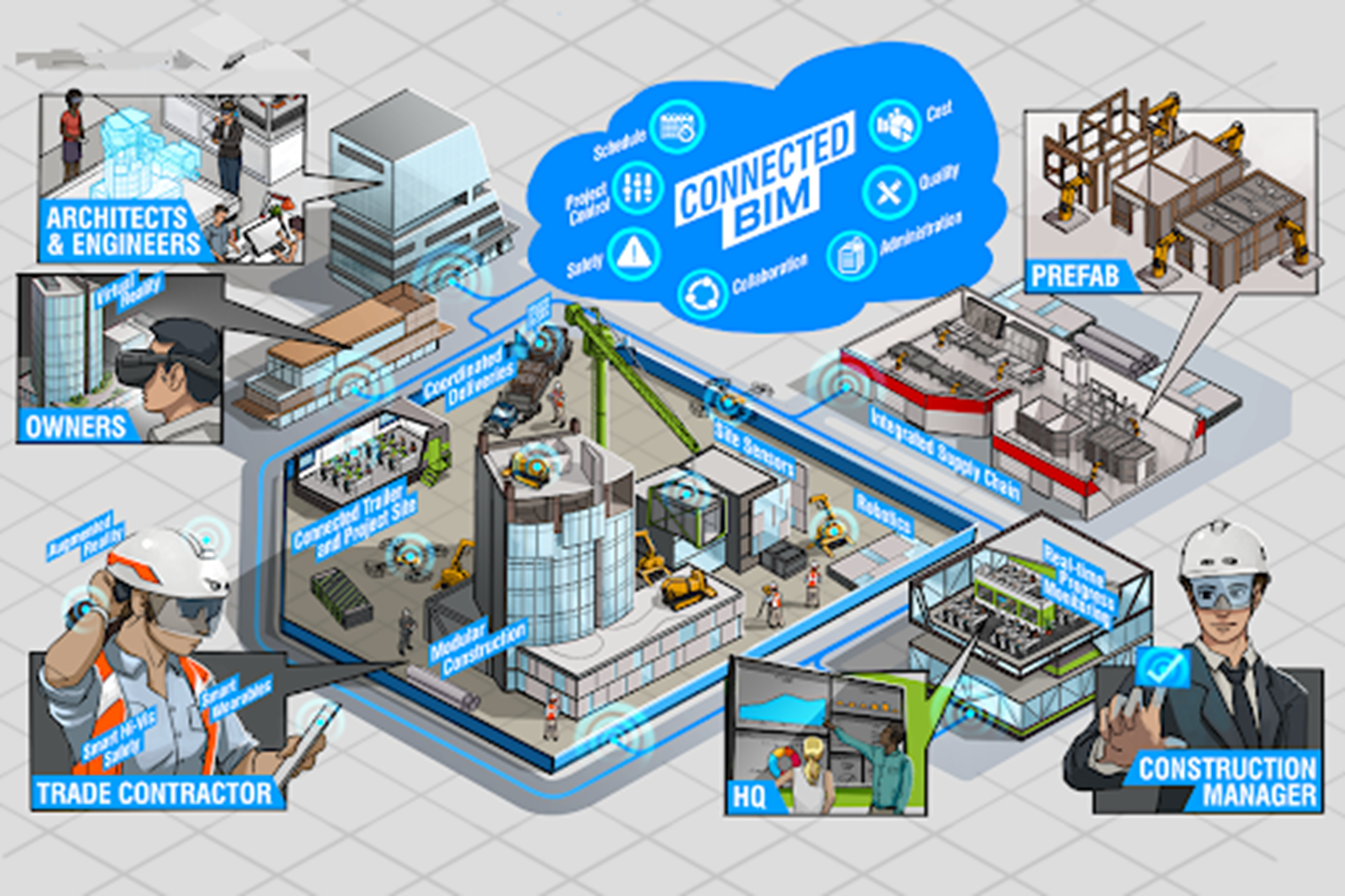 Schedule
Project
Control
Safety
Collaboration
Administration
Quality
Cost
CONNECTED
BIM
ARCHITECTS
& ENGINEERS
Virtual
Reality
OWNERS
PREFAB
Coordinated
Deliveries
Site Sensors
Integrated Supply Chain
Connected Trailer
and Project Site
Robotics
Modular
Construction
Real-time
Progress
Monitoring
Augmented
Reality
Smart
Wearables
Smart Hi-Vis
Safety
TRADE CONTRACTOR
HQ
CONSTRUCTION
MANAGER